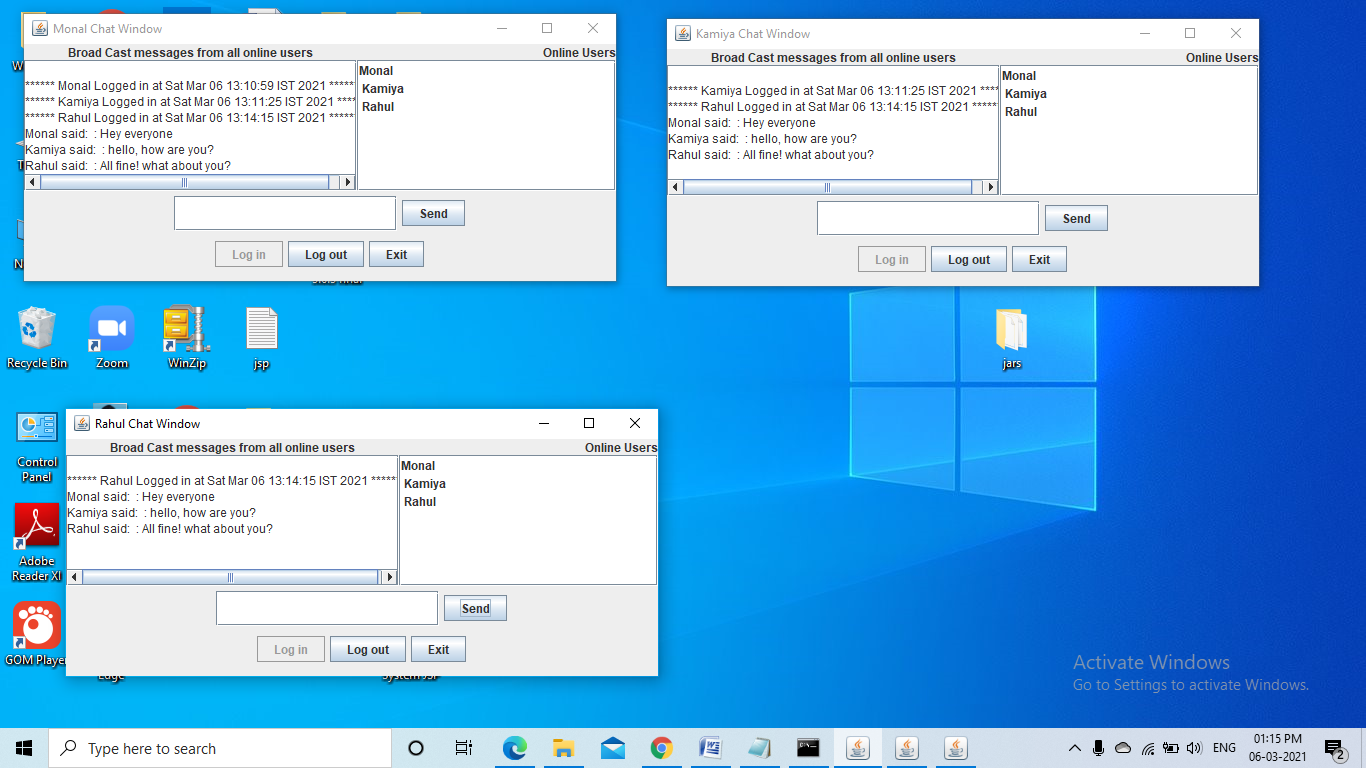 Monal Chat Window
Broad Cast messages from all online users
Online Users
****** Monal Logged in at Sat Mar 06 13:10:59 IST 2021 *****
****** Kamiya Logged in at Sat Mar 06 13:11:25 IST 2021 ****
****** Rahul Logged in at Sat Mar 06 13:14:15 IST 2021 *****
Monal said:  : Hey everyone
Kamiya said:  : hello, how are you?
Rahul said:  : All fine! what about you?
Monal
Kamiya
Rahul
Send
Log in
Log out
Exit
Kamiya Chat Window
Broad Cast messages from all online users
Online Users
****** Kamiya Logged in at Sat Mar 06 13:11:25 IST 2021 ****
****** Rahul Logged in at Sat Mar 06 13:14:15 IST 2021 *****
Monal said:  : Hey everyone
Kamiya said:  : hello, how are you?
Rahul said:  : All fine! what about you?
Monal
Kamiya
Rahul
Send
Log in
Log out
Exit
Recycle Bin
Zoom
WinZip
jsp
jars
Rahul Chat Window
Broad Cast messages from all online users
Online Users
****** Rahul Logged in at Sat Mar 06 13:14:15 IST 2021 *****
Monal said:  : Hey everyone
Kamiya said:  : hello, how are you?
Rahul said:  : All fine! what about you?
Monal
Kamiya
Rahul
Send
Log in
Log out
Exit
Control
Panel
Adobe
Reader XI
GOM Player
Edge
System JSP
Activate Windows
Go to Settings to activate Windows.
Type here to search
ENG
01:15 PM
06-03-2021
2